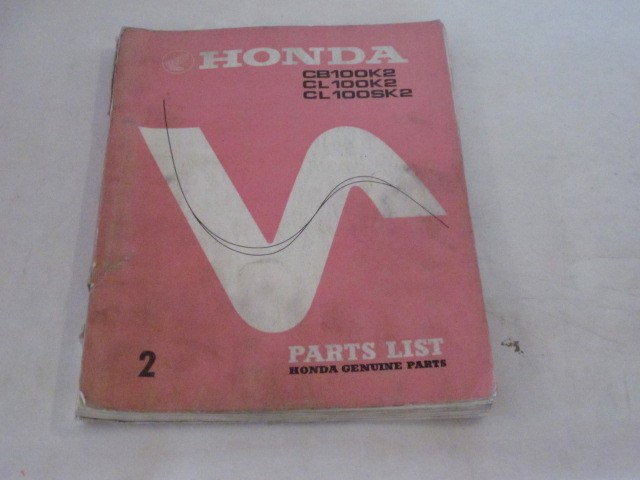 HONDA
CB100K2
CL100K2
CL100SK2
2
PARTS LIST
HONDA GENUINE PARTS